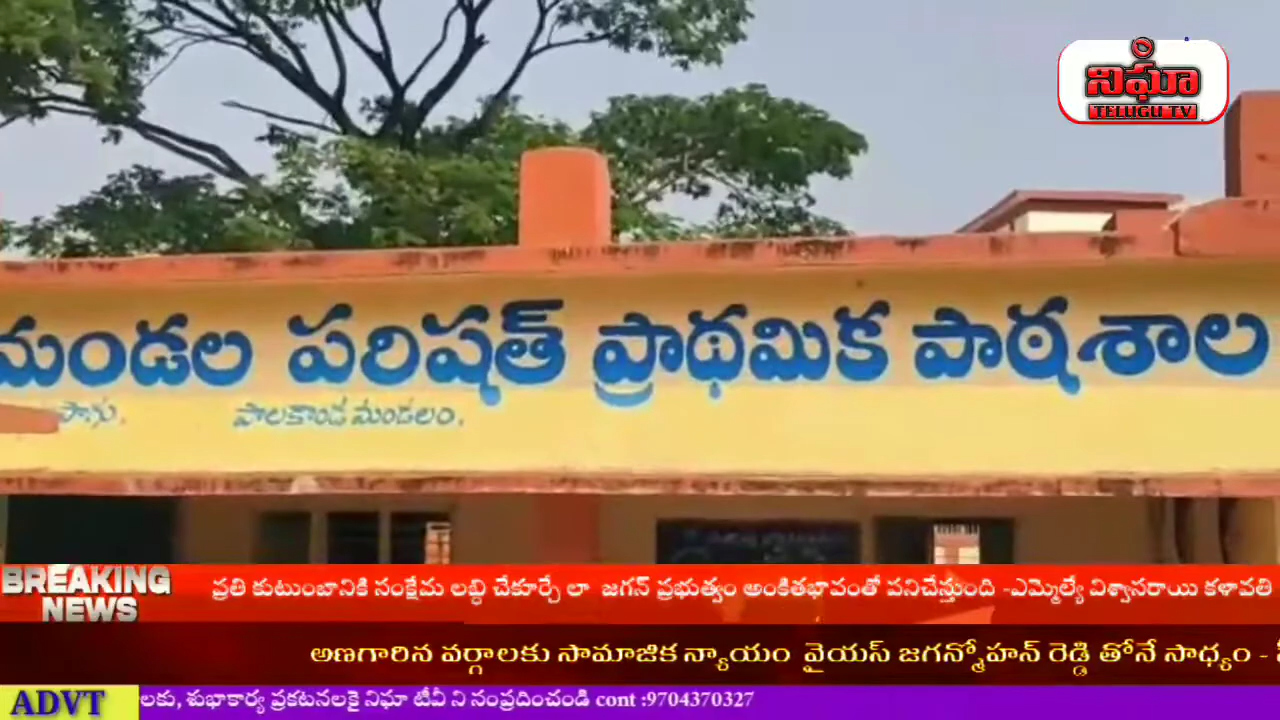 నిఘా
TELUGU TV
మండల పరిషత్ ప్రాథమిక పాఠశాల
పాలకొండ మండలం.
BREAKING
NEWS
ప్రతి కుటుంబానికి సంక్షేమ లబ్ధి చేకూర్చే లా జగన్ ప్రభుత్వం అంకితభావంతో పనిచేస్తుంది -ఎమ్మెల్యే విశ్వాసరాయి కళావతి
అణగారిన వర్గాలకు సామాజిక న్యాయం వైయస్ జగన్మోహన్ రెడ్డి తోనే సాధ్యం -
ADVT
లకు, శుభాకార్య ప్రకటనలకై నిఘా టీవీ ని సంప్రదించండి cont :9704370327